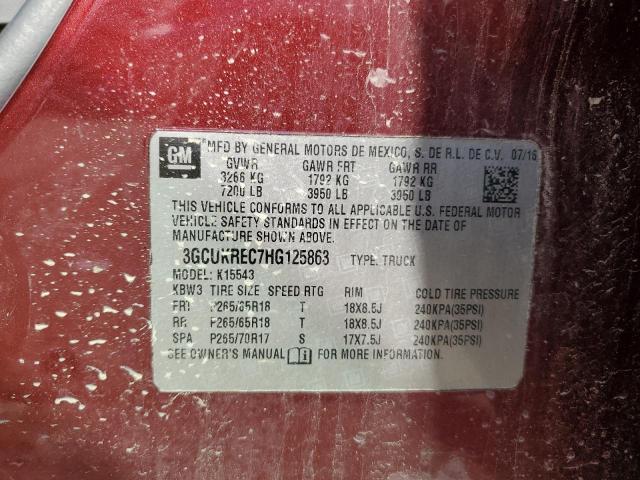 GM
MFD BY GENERAL MOTORS DE MEXICO, S. DE R.L. DE C.V. 07/16
GVWR GAWR FRT GAWR RR
3266 KG 1792 KG 1792 KG
7200 LB 3950 LB 3950 LB
THIS VEHICLE CONFORMS TO ALL APPLICABLE U.S. FEDERAL MOTOR
VEHICLE SAFETY STANDARDS IN EFFECT ON THE DATE OF
MANUFACTURE SHOWN ABOVE.
3GCUKREC7HG125863 TYPE: TRUCK
MODEL: K15543
KBW3 TIRE SIZE SPEED RTG RIM COLD TIRE PRESSURE
FRT P265/65R18 T 18X8.5J 240KPA(35PSI)
RR P265/65R18 T 18X8.5J 240KPA(35PSI)
SPA P265/70R17 S 17X7.5J 240KPA(35PSI)
SEE OWNER'S MANUAL FOR MORE INFORMATION.